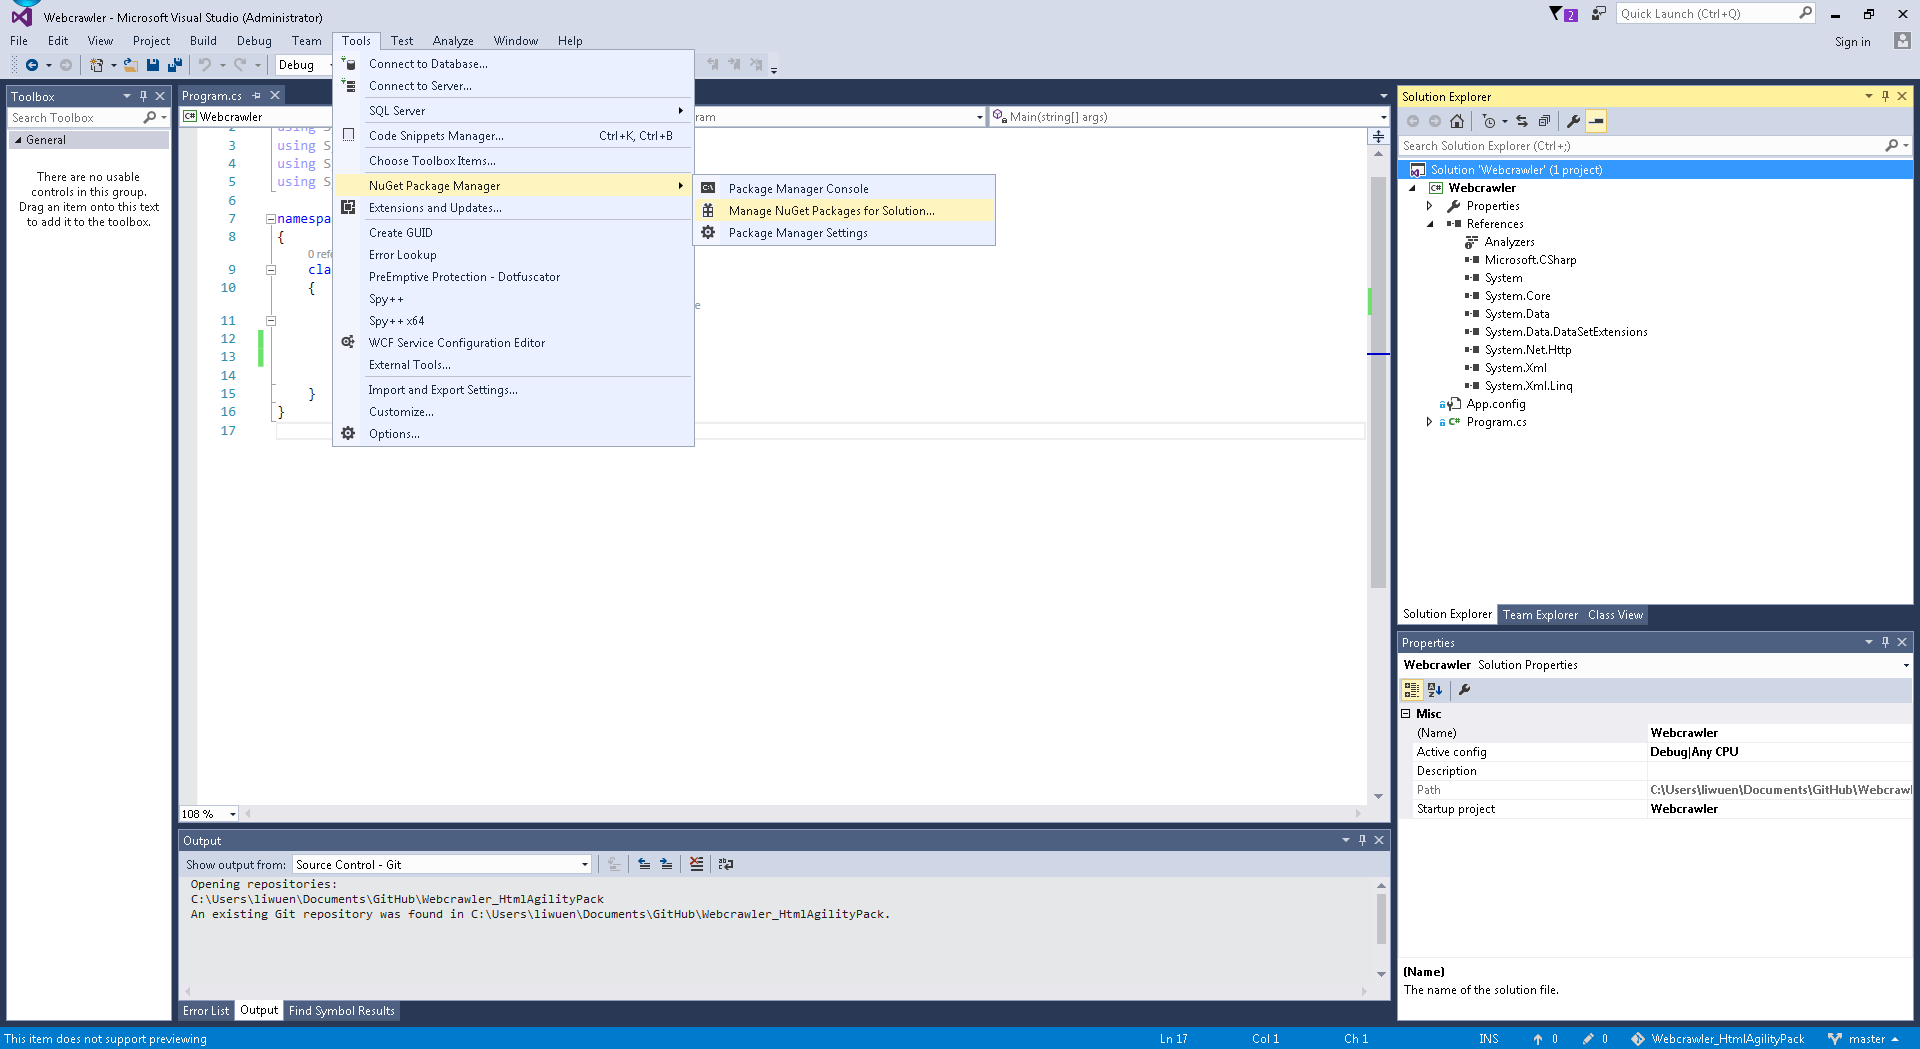 Webcrawler - Microsoft Visual Studio (Administrator)
2
Quick Launch (Ctrl+Q)
File Edit View Project Build Debug Team Tools Test Analyze Window Help
Sign in
Debug
Toolbox
Search Toolbox
General
There are no usable
controls in this group.
Drag an item onto this text
to add it to the toolbox.
Program.cs
Webcrawler
ram
Main(string[] args)
2 using S
3 using S
4 using S
5 using S
6
7 namespa
8 {
0 refe
9 cla
10 {
e
11
12
13
14
15 }
16 }
17
108 %
Connect to Database...
Connect to Server...
SQL Server
Code Snippets Manager... Ctrl+K, Ctrl+B
Choose Toolbox Items...
NuGet Package Manager
Extensions and Updates...
Create GUID
Error Lookup
PreEmptive Protection - Dotfuscator
Spy++
Spy++ x64
WCF Service Configuration Editor
External Tools...
Import and Export Settings...
Customize...
Options...
Package Manager Console
Manage NuGet Packages for Solution...
Package Manager Settings
Output
Show output from: Source Control - Git
Opening repositories:
C:\Users\liwuen\Documents\GitHub\Webcrawler_HtmlAgilityPack
An existing Git repository was found in C:\Users\liwuen\Documents\GitHub\Webcrawler_HtmlAgilityPack.
Error List Output Find Symbol Results
Solution Explorer
Search Solution Explorer (Ctrl+;)
Solution 'Webcrawler' (1 project)
C# Webcrawler
Properties
References
Analyzers
Microsoft.CSharp
System
System.Core
System.Data
System.Data.DataSetExtensions
System.Net.Http
System.Xml
System.Xml.Linq
App.config
C# Program.cs
Solution Explorer Team Explorer Class View
Properties
Webcrawler Solution Properties
Misc
(Name) Webcrawler
Active config Debug|Any CPU
Description
Path C:\Users\liwuen\Documents\GitHub\Webcrawl
Startup project Webcrawler
(Name)
The name of the solution file.
This item does not support previewing
Ln 17 Col 1 Ch 1 INS 0 0 Webcrawler_HtmlAgilityPack master